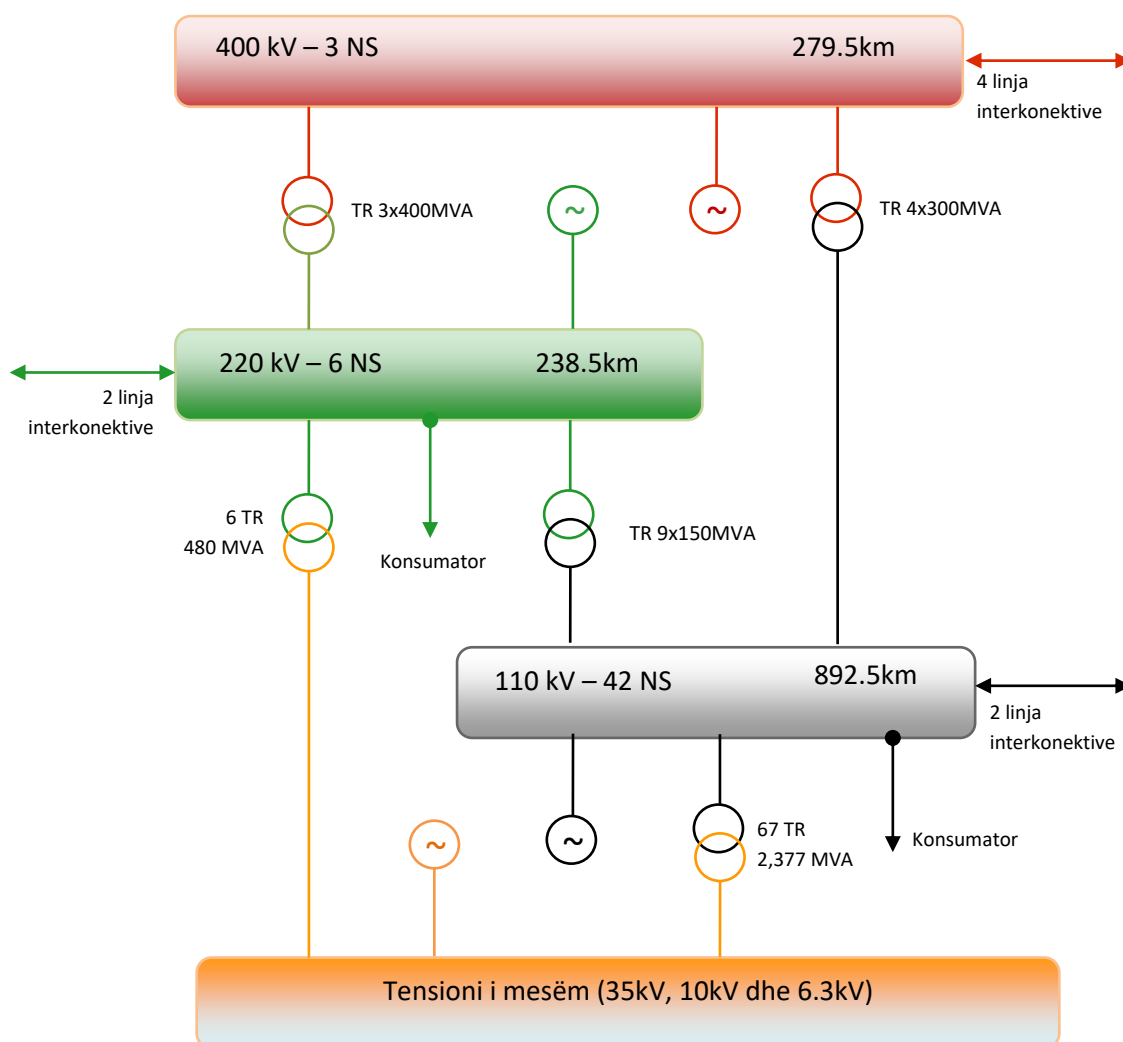 400 kV – 3 NS 279.5km
4 linja
interkonektive
TR 3x400MVA
~
~
TR 4x300MVA
220 kV – 6 NS 238.5km
2 linja
interkonektive
6 TR
480 MVA
Konsumator
TR 9x150MVA
110 kV – 42 NS 892.5km
2 linja
interkonektive
~
~
67 TR
2,377 MVA
Konsumator
Tensioni i mesëm (35kV, 10kV dhe 6.3kV)